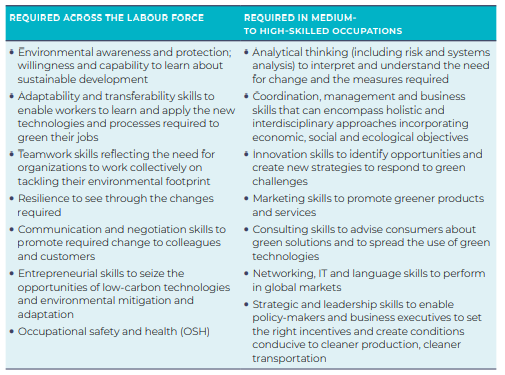 REQUIRED ACROSS THE LABOUR FORCE
• Environmental awareness and protection;
willingness and capability to learn about
sustainable development
• Adaptability and transferability skills to
enable workers to learn and apply the new
technologies and processes required to
green their jobs
• Teamwork skills reflecting the need for
organizations to work collectively on
tackling their environmental footprint
• Resilience to see through the changes
required
• Communication and negotiation skills to
promote required change to colleagues
and customers
• Entrepreneurial skills to seize the
opportunities of low-carbon technologies
and environmental mitigation and
adaptation
• Occupational safety and health (OSH)
REQUIRED IN MEDIUM-
TO HIGH-SKILLED OCCUPATIONS
• Analytical thinking (including risk and systems
analysis) to interpret and understand the need
for change and the measures required
• Coordination, management and business
skills that can encompass holistic and
interdisciplinary approaches incorporating
economic, social and ecological objectives
• Innovation skills to identify opportunities and
create new strategies to respond to green
challenges
• Marketing skills to promote greener products
and services
• Consulting skills to advise consumers about
green solutions and to spread the use of green
technologies
• Networking, IT and language skills to perform
in global markets
• Strategic and leadership skills to enable
policy-makers and business executives to set
the right incentives and create conditions
conducive to cleaner production, cleaner
transportation